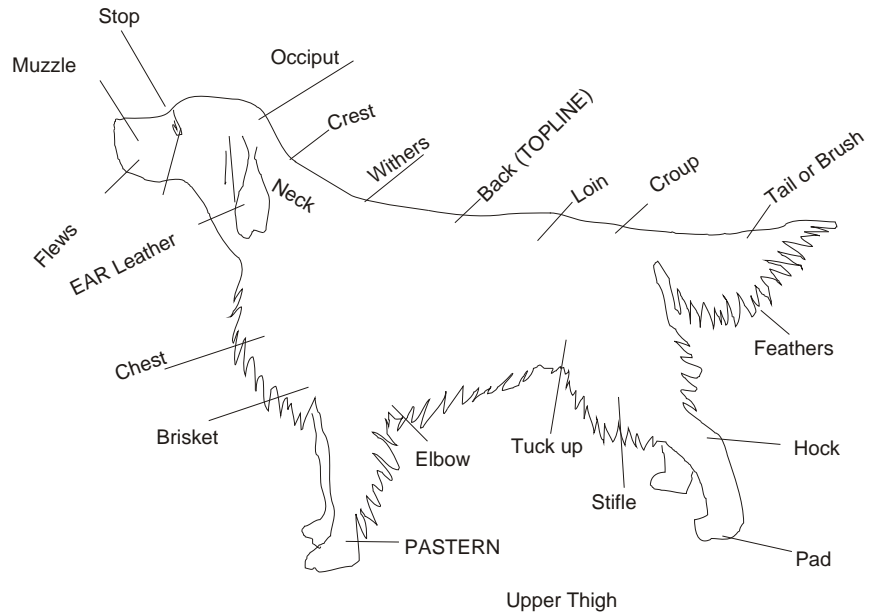 Stop
Muzzle
Occiput
Crest
Withers
Back (TOPLINE)
Loin
Croup
Tail or Brush
Neck
Flews
EAR Leather
Feathers
Chest
Brisket
Elbow
Tuck up
Hock
Stifle
PASTERN
Pad
Upper Thigh